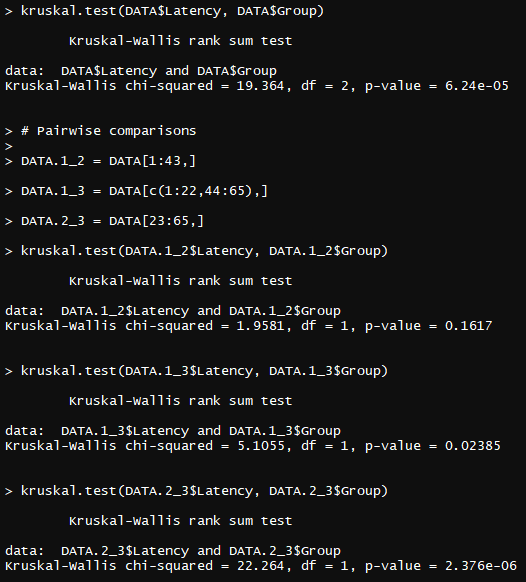 > kruskal.test(DATA$Latency, DATA$Group)
Kruskal-Wallis rank sum test
data:  DATA$Latency and DATA$Group
Kruskal-Wallis chi-squared = 19.364, df = 2, p-value = 6.24e-05
> # Pairwise comparisons
>
> DATA.1_2 = DATA[1:43,]
> DATA.1_3 = DATA[c(1:22,44:65),]
> DATA.2_3 = DATA[23:65,]
> kruskal.test(DATA.1_2$Latency, DATA.1_2$Group)
Kruskal-Wallis rank sum test
data:  DATA.1_2$Latency and DATA.1_2$Group
Kruskal-Wallis chi-squared = 1.9581, df = 1, p-value = 0.1617
> kruskal.test(DATA.1_3$Latency, DATA.1_3$Group)
Kruskal-Wallis rank sum test
data:  DATA.1_3$Latency and DATA.1_3$Group
Kruskal-Wallis chi-squared = 5.1055, df = 1, p-value = 0.02385
> kruskal.test(DATA.2_3$Latency, DATA.2_3$Group)
Kruskal-Wallis rank sum test
data:  DATA.2_3$Latency and DATA.2_3$Group
Kruskal-Wallis chi-squared = 22.264, df = 1, p-value = 2.376e-06